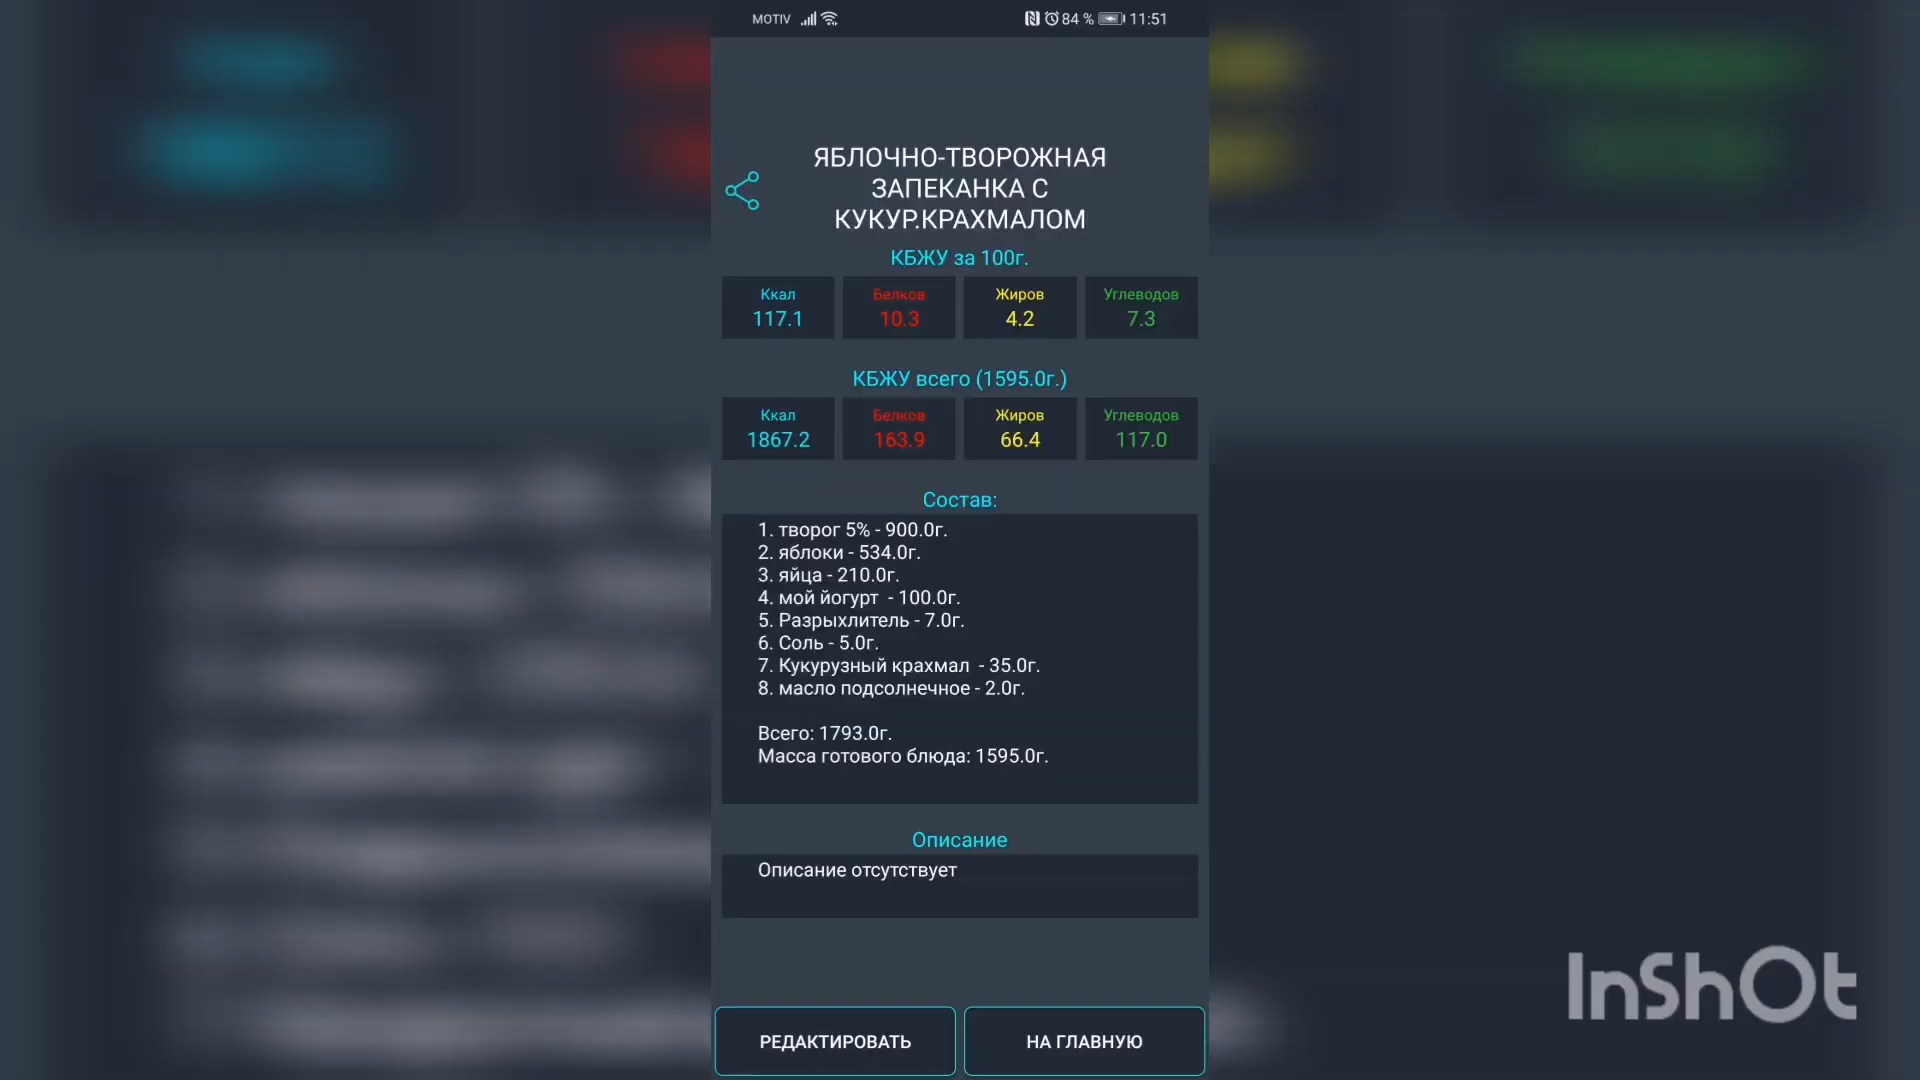 MOTIV
84 % 11:51
ЯБЛОЧНО-ТВОРОЖНАЯ
ЗАПЕКАНКА С
КУКУР.КРАХМАЛОМ
КБЖУ за 100г.
Ккал Белков Жиров Углеводов
117.1 10.3 4.2 7.3
КБЖУ всего (1595.0г.)
Ккал Белков Жиров Углеводов
1867.2 163.9 66.4 117.0
Состав:
1. творог 5% - 900.0г.
2. яблоки - 534.0г.
3. яйца - 210.0г.
4. мой йогурт - 100.0г.
5. Разрыхлитель - 7.0г.
6. Соль - 5.0г.
7. Кукурузный крахмал - 35.0г.
8. масло подсолнечное - 2.0г.
Всего: 1793.0г.
Масса готового блюда: 1595.0г.
Описание
Описание отсутствует
РЕДАКТИРОВАТЬ НА ГЛАВНУЮ
InShOt